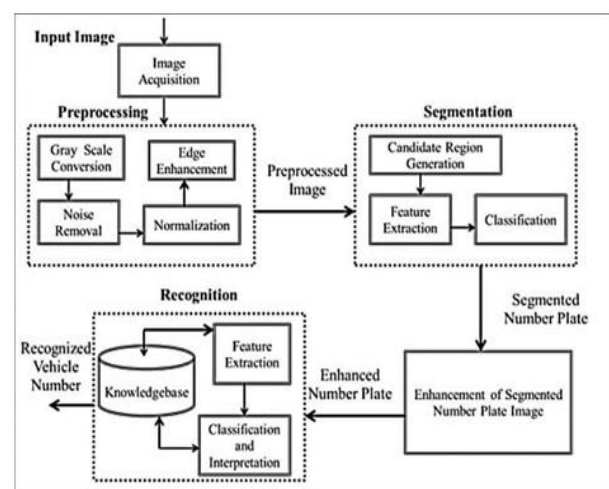 Input Image
Image
Acquisition
Preprocessing
Gray Scale
Conversion
Edge
Enhancement
Noise
Removal
Normalization
Preprocessed
Image
Segmentation
Candidate Region
Generation
Feature
Extraction
Classification
Segmented
Number Plate
Enhancement of Segmented
Number Plate Image
Enhanced
Number Plate
Recognition
Feature
Extraction
Knowledgebase
Classification
and
Interpretation
Recognized
Vehicle
Number